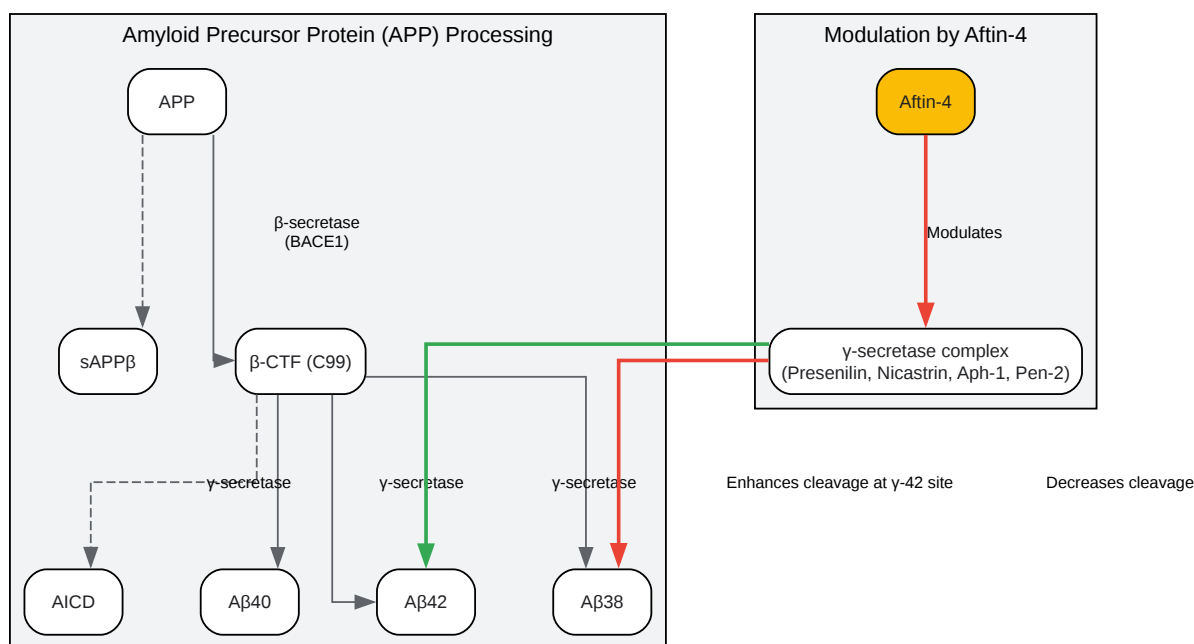 Amyloid Precursor Protein (APP) Processing
Modulation by Aftin-4
APP
Aftin-4
β-secretase
(BACE1)
Modulates
sAPPβ
β-CTF (C99)
γ-secretase complex
(Presenilin, Nicastrin, Aph-1, Pen-2)
γ-secretase
γ-secretase
γ-secretase
Enhances cleavage at γ-42 site
Decreases cleavage
AICD
Aβ40
Aβ42
Aβ38